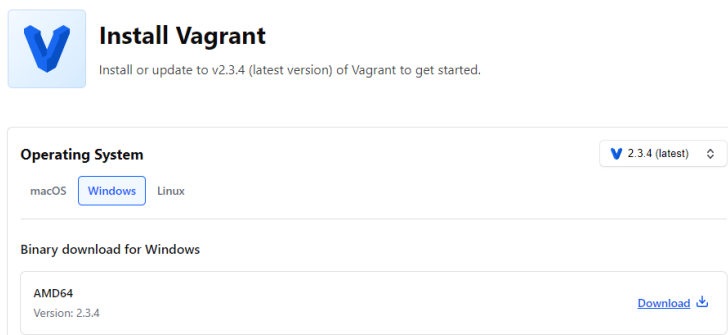 Install Vagrant
Install or update to v2.3.4 (latest version) of Vagrant to get started.
Operating System
2.3.4 (latest)
macOS
Windows
Linux
Binary download for Windows
AMD64
Version: 2.3.4
Download